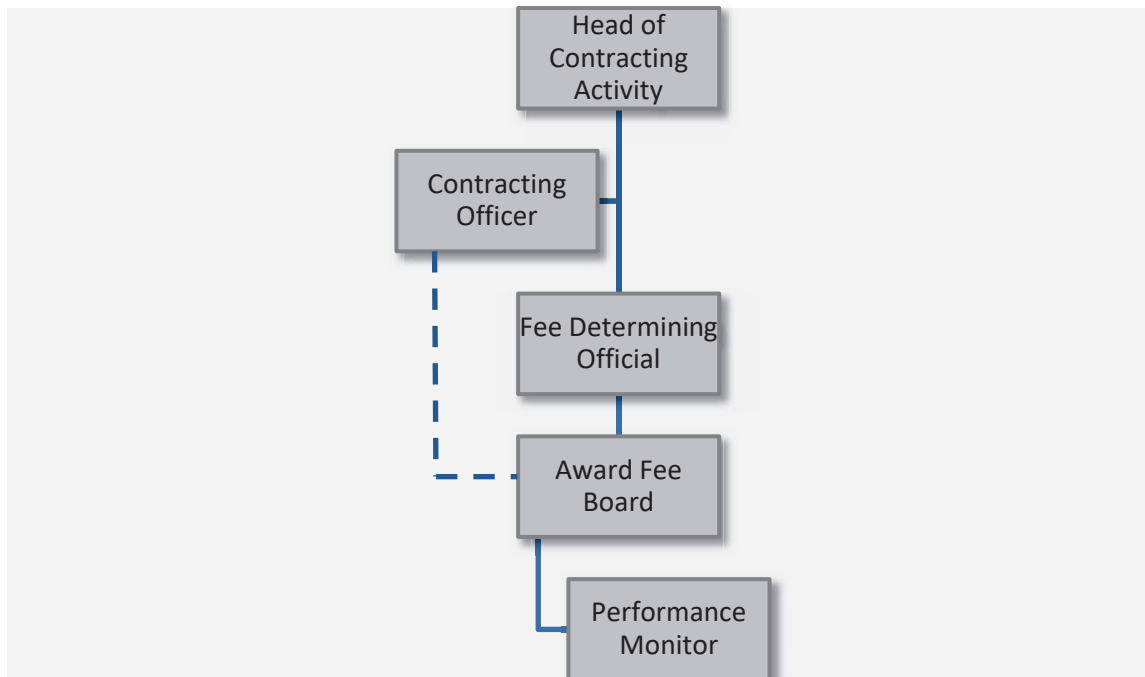 Head of
Contracting
Activity
Contracting
Officer
Fee Determining
Official
Award Fee
Board
Performance
Monitor